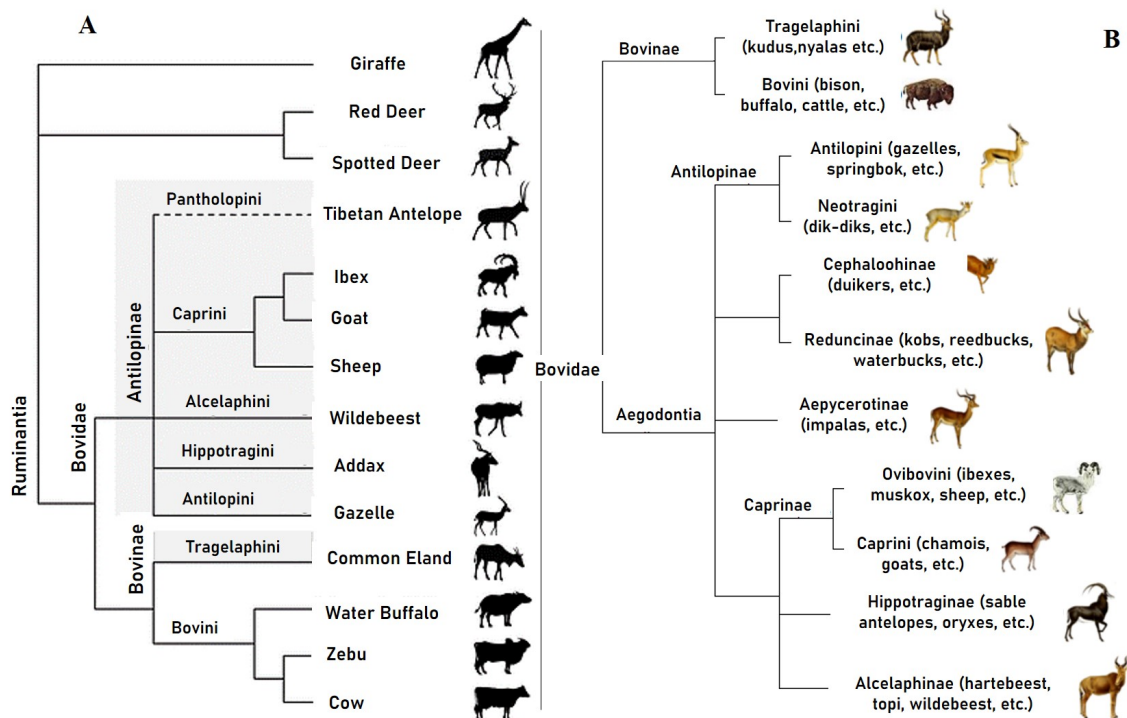 A
Giraffe
Red Deer
Spotted Deer
Pantholopini
Tibetan Antelope
Ibex
Caprini
Goat
Sheep
Antilopinae
Alcelaphini
Wildebeest
Hippotragini
Addax
Antilopini
Gazelle
Ruminantia
Bovidae
Bovinae
Tragelaphini
Common Eland
Water Buffalo
Bovini
Zebu
Cow
B
Bovidae
Bovinae
Tragelaphini
(kudus,nyalas etc.)
Bovini (bison,
buffalo, cattle, etc.)
Aegodontia
Antilopinae
Antilopini (gazelles,
springbok, etc.)
Neotragini
(dik-diks, etc.)
Cephaloohinae
(duikers, etc.)
Reduncinae (kobs, reedbucks,
waterbucks, etc.)
Aepycerotinae
(impalas, etc.)
Caprinae
Ovibovini (ibexes,
muskox, sheep, etc.)
Caprini (chamois,
goats, etc.)
Hippotraginae (sable
antelopes, oryxes, etc.)
Alcelaphinae (hartebeest,
topi, wildebeest, etc.)